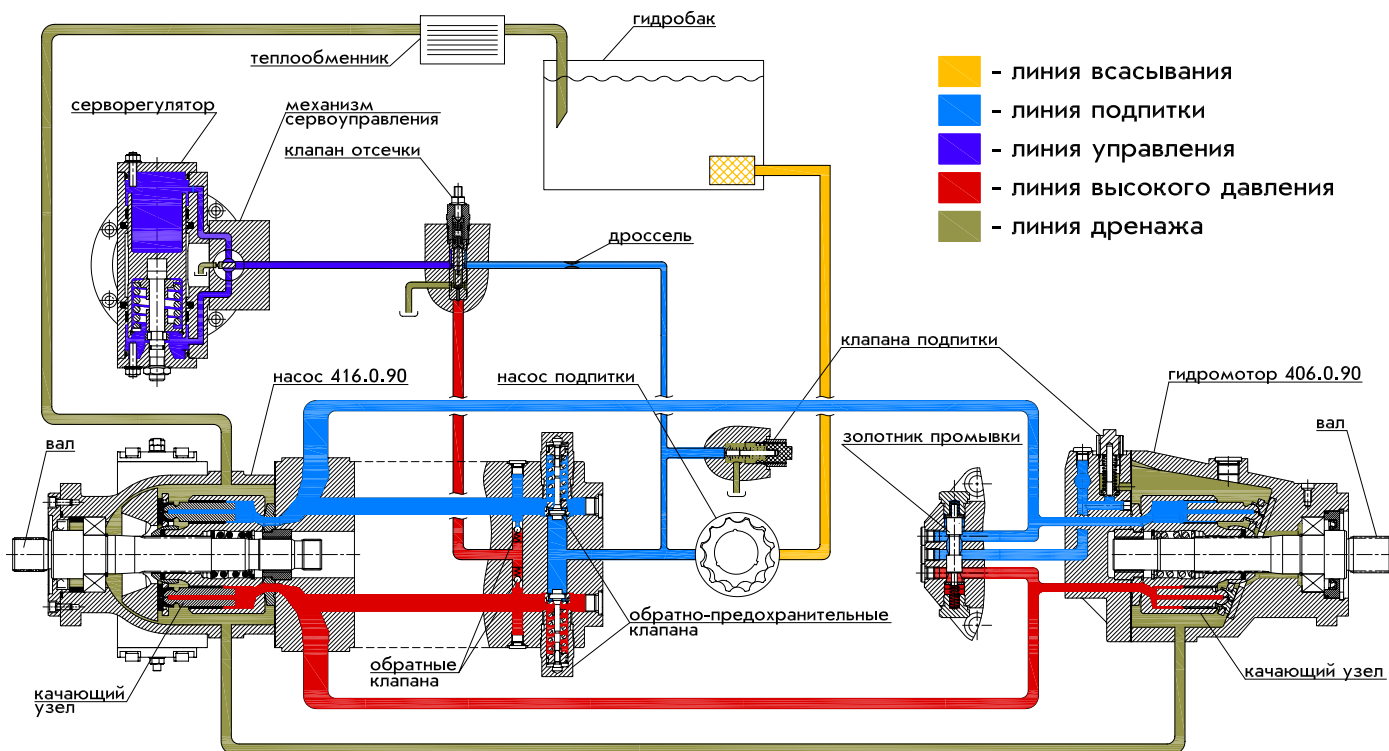 гидробак
теплообменник
- линия всасывания
- линия подпитки
- линия управления
- линия высокого давления
- линия дренажа
серворегулятор
механизм
сервоуправления
клапан отсечки
дроссель
клапана подпитки
насос 416.0.90
насос подпитки
гидромотор 406.0.90
вал
золотник промывки
вал
обратно-предохранительные
клапана
обратные
клапана
качающий
узел
качающий узел